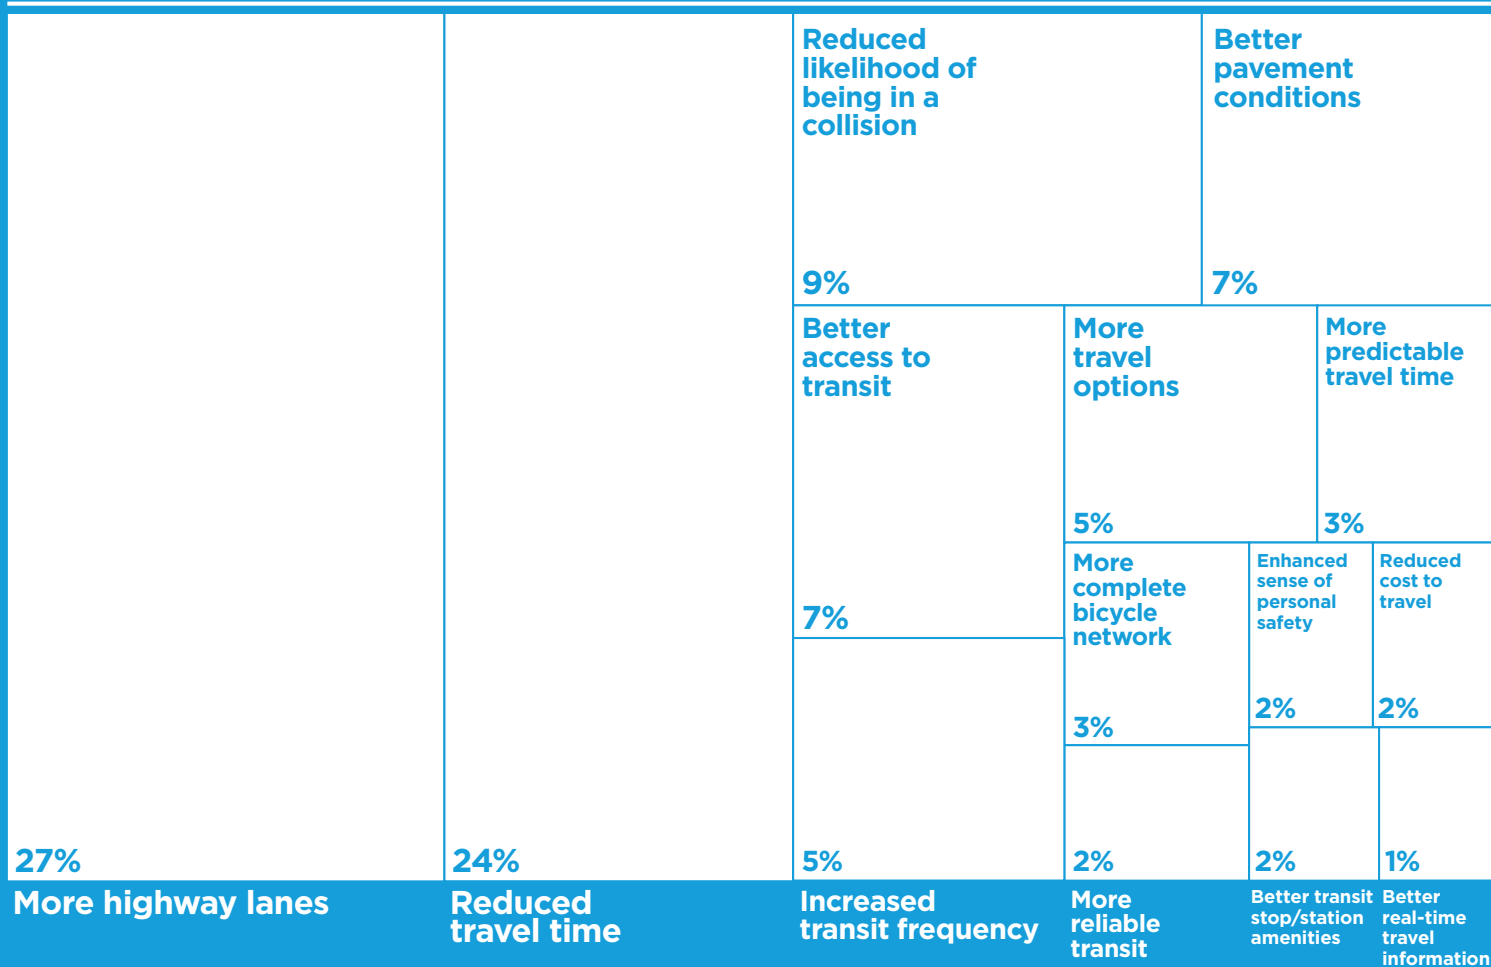 Reduced
likelihood of
being in a
collision
9%
Better
pavement
conditions
7%
Better
access to
transit
7%
More
travel
options
5%
More
predictable
travel time
3%
More
complete
bicycle
network
3%
Enhanced
sense of
personal
safety
2%
Reduced
cost to
travel
2%
27%
More highway lanes
24%
Reduced
travel time
5%
Increased
transit frequency
2%
More
reliable
transit
2%
Better transit
stop/station
amenities
1%
Better
real-time
travel
information